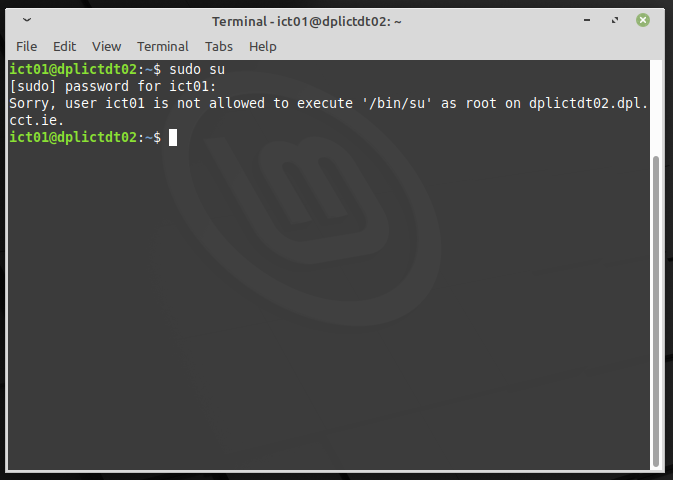 Terminal - ict01@dplictdt02: ~
File Edit View Terminal Tabs Help
ict01@dplictdt02:~$ sudo su
[sudo] password for ict01:
Sorry, user ict01 is not allowed to execute '/bin/su' as root on dplictdt02.dpl.
cct.ie.
ict01@dplictdt02:~$